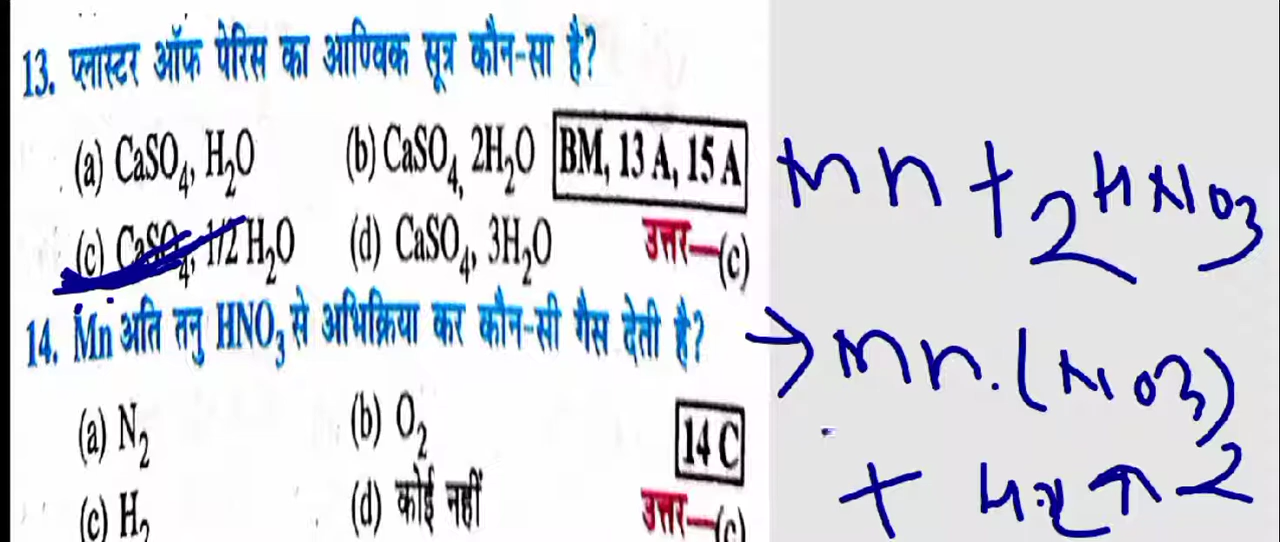 13. प्लास्टर ऑफ पेरिस का आण्विक सूत्र कौन-सा है?
(a) CaSO₄, H₂O (b) CaSO₄ 2H₂O BM, 13 A, 15 A
(c) CaSO₄, 1/2 H₂O (d) CaSO₄, 3H₂O उत्तर—(c)
14. Mn अति तनु HNO₃ से अभिक्रिया कर कौन-सी गैस देती है?
(a) N₂ (b) O₂ 14 C
(c) H₂ (d) कोई नहीं उत्तर—(c)
Mn + 2HNO3
→ Mn.(NO3)2
+ H2↑